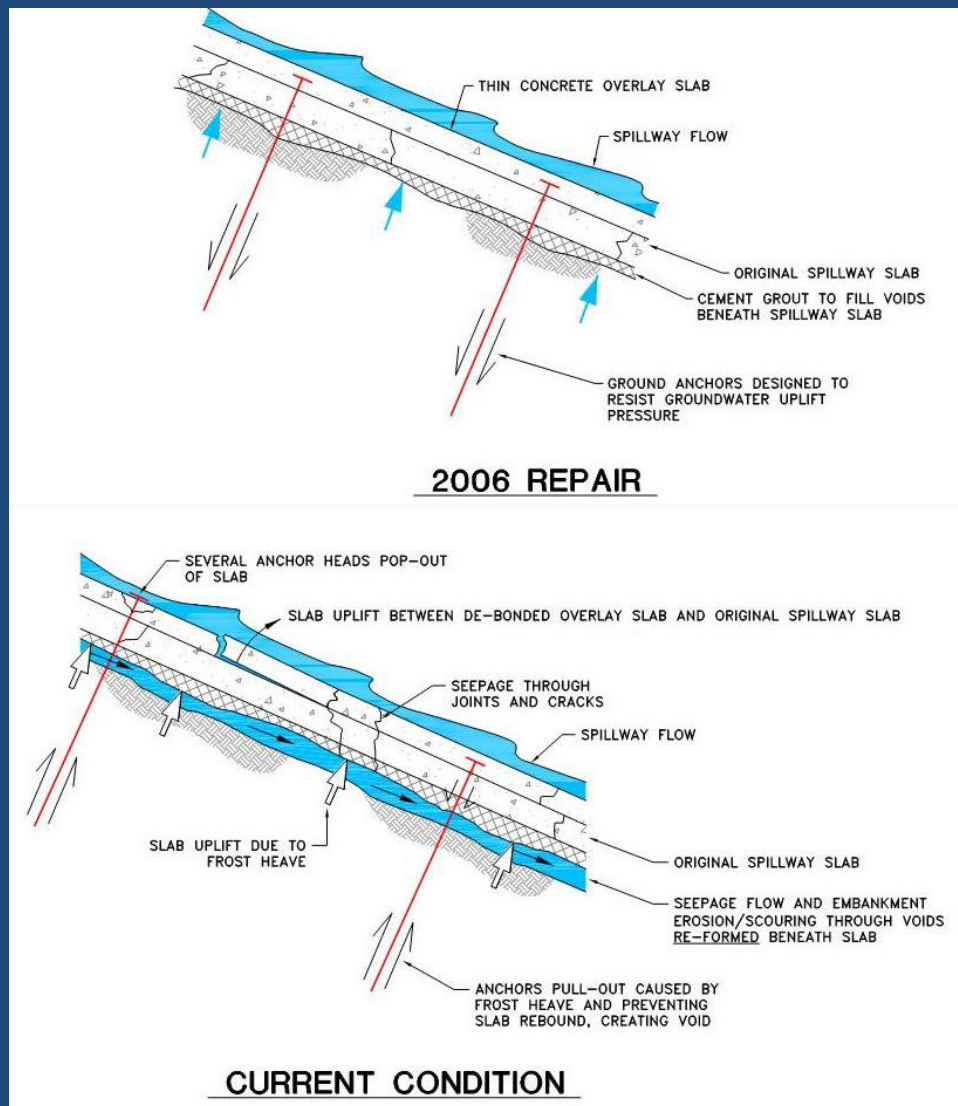 THIN CONCRETE OVERLAY SLAB
SPILLWAY FLOW
ORIGINAL SPILLWAY SLAB
CEMENT GROUT TO FILL VOIDS
BENEATH SPILLWAY SLAB
GROUND ANCHORS DESIGNED TO
RESIST GROUNDWATER UPLIFT
PRESSURE
2006 REPAIR
SEVERAL ANCHOR HEADS POP-OUT
OF SLAB
SLAB UPLIFT BETWEEN DE-BONDED OVERLAY SLAB AND ORIGINAL SPILLWAY SLAB
SEEPAGE THROUGH
JOINTS AND CRACKS
SPILLWAY FLOW
SLAB UPLIFT DUE TO
FROST HEAVE
ORIGINAL SPILLWAY SLAB
SEEPAGE FLOW AND EMBANKMENT
EROSION/SCOURING THROUGH VOIDS
RE-FORMED BENEATH SLAB
ANCHORS PULL-OUT CAUSED BY
FROST HEAVE AND PREVENTING
SLAB REBOUND, CREATING VOID
CURRENT CONDITION